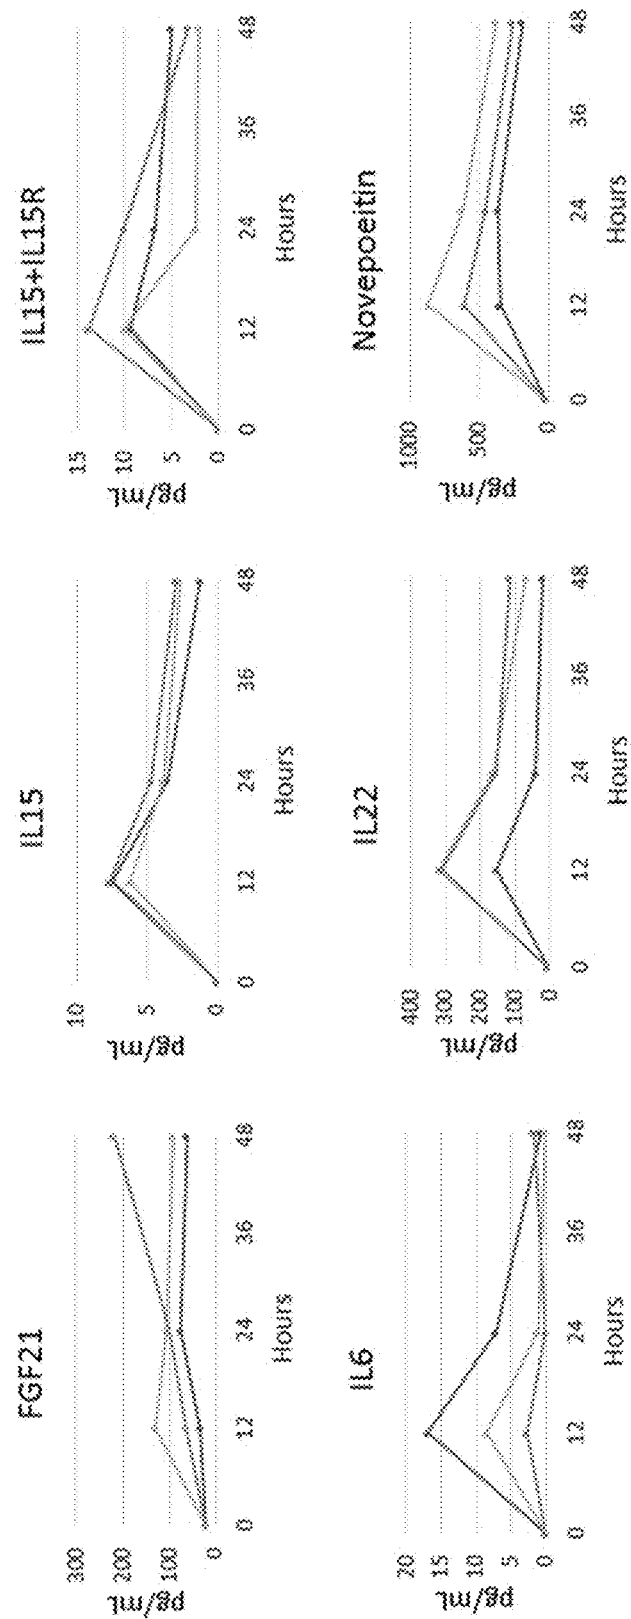 FGF21
300
200
100
0
pg/mL
0 12 24 36 48
Hours
IL15
10
5
0
pg/mL
0 12 24 36 48
Hours
IL15+IL15R
15
10
5
0
pg/mL
0 12 24 36 48
Hours
IL6
20
15
10
5
0
pg/mL
0 12 24 36 48
Hours
IL22
400
300
200
100
0
pg/mL
0 12 24 36 48
Hours
Novepoeitin
1000
500
0
pg/mL
0 12 24 36 48
Hours